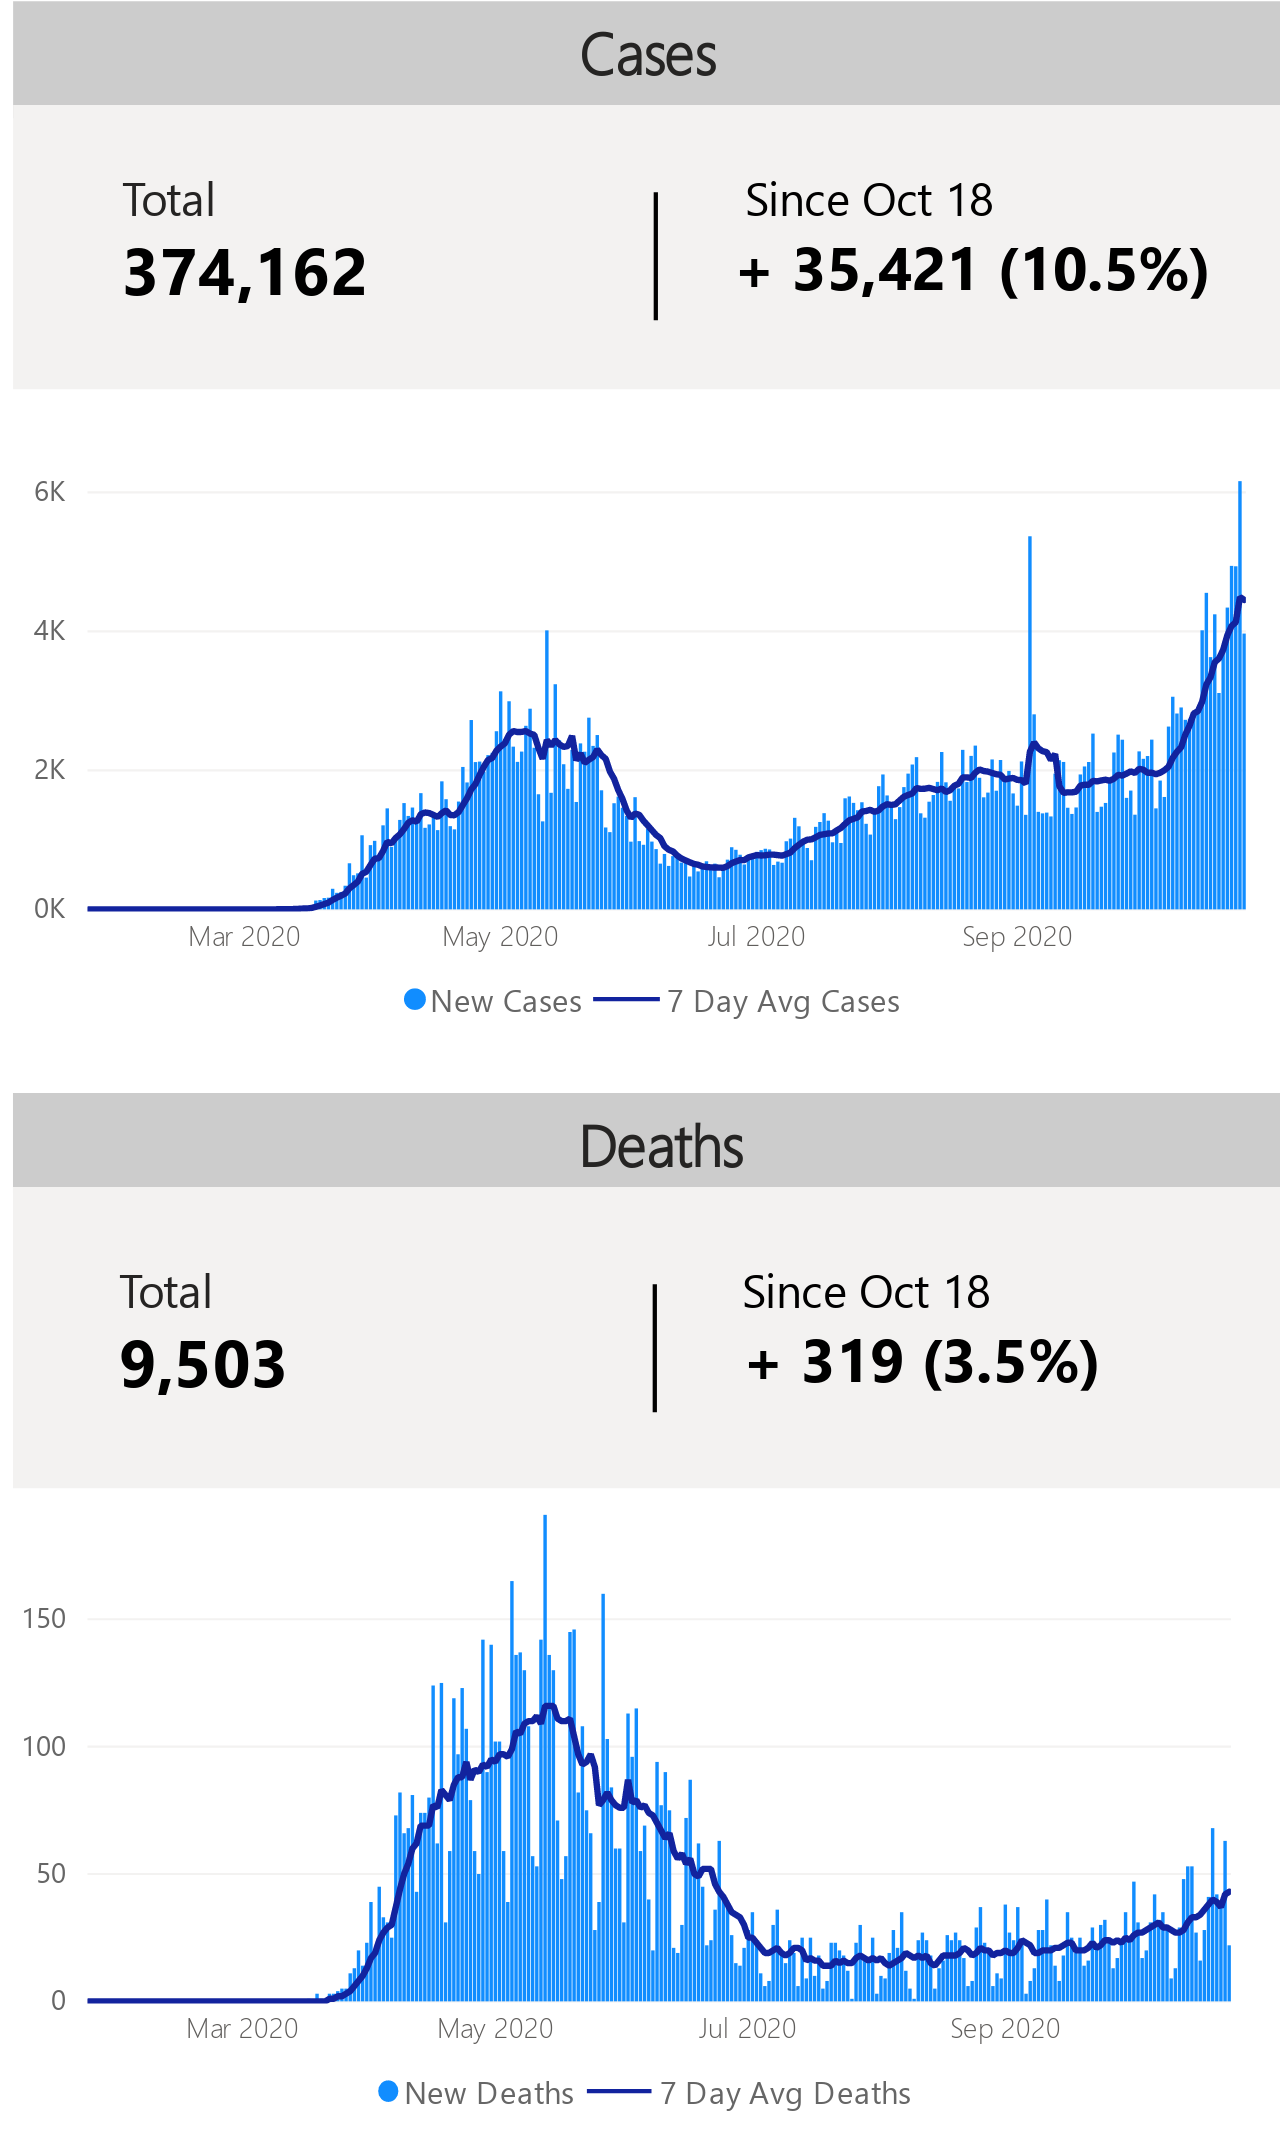 Cases
Total
Since Oct 18
374,162
+ 35,421 (10.5%)
6K
4K
2K
0K
Mar 2020
May 2020
Jul 2020
Sep 2020
New Cases
7 Day Avg Cases
Deaths
Total
Since Oct 18
9,503
+ 319 (3.5%)
150
100
50
0
Mar 2020
May 2020
Jul 2020
Sep 2020
New Deaths
7 Day Avg Deaths